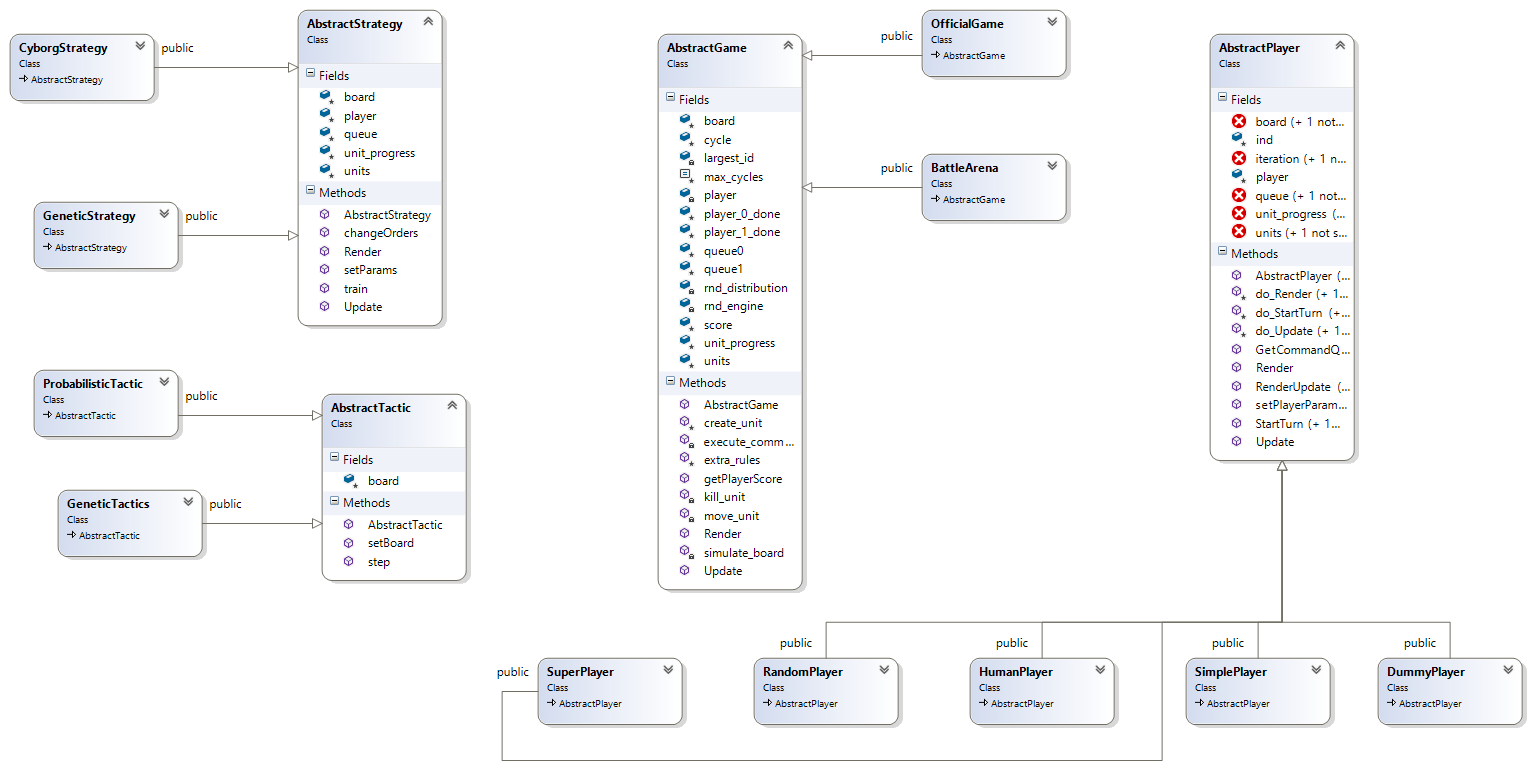 CyborgStrategy
Class
AbstractStrategy
public
AbstractStrategy
Class
Fields
board
player
queue
unit_progress
units
Methods
AbstractStrategy
changeOrders
Render
setParams
train
Update
GeneticStrategy
Class
AbstractStrategy
public
ProbabilisticTactic
Class
AbstractTactic
public
GeneticTactics
Class
AbstractTactic
public
AbstractTactic
Class
Fields
board
Methods
AbstractTactic
setBoard
step
AbstractGame
Class
Fields
board
cycle
largest_id
max_cycles
player
player_0_done
player_1_done
queue0
queue1
rnd_distribution
rnd_engine
score
unit_progress
units
Methods
AbstractGame
create_unit
execute_comm...
extra_rules
getPlayerScore
kill_unit
move_unit
Render
simulate_board
Update
public
OfficialGame
Class
AbstractGame
public
BattleArena
Class
AbstractGame
AbstractPlayer
Class
Fields
board (+ 1 not...
ind
iteration (+ 1 n...
player
queue (+ 1 not...
unit_progress (...
units (+ 1 not s...
Methods
AbstractPlayer (...
do_Render (+ 1...
do_StartTurn (+...
do_Update (+ 1...
GetCommandQ...
Render
RenderUpdate (...
setPlayerParam...
StartTurn (+ 1...
Update
public
SuperPlayer
Class
AbstractPlayer
public
RandomPlayer
Class
AbstractPlayer
public
HumanPlayer
Class
AbstractPlayer
public
SimplePlayer
Class
AbstractPlayer
public
DummyPlayer
Class
AbstractPlayer